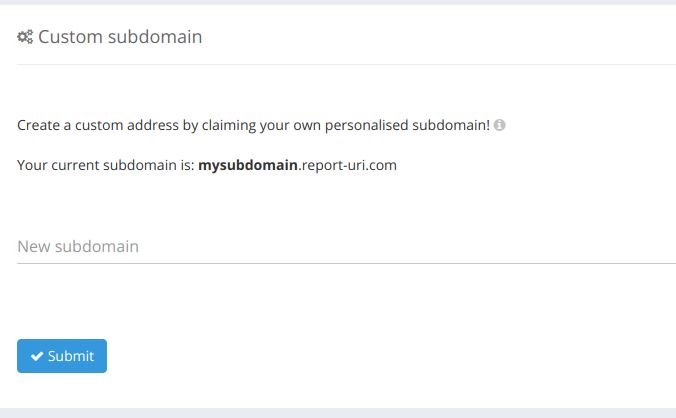 Custom subdomain
Create a custom address by claiming your own personalised subdomain!
Your current subdomain is: mysubdomain.report-uri.com
New subdomain
Submit